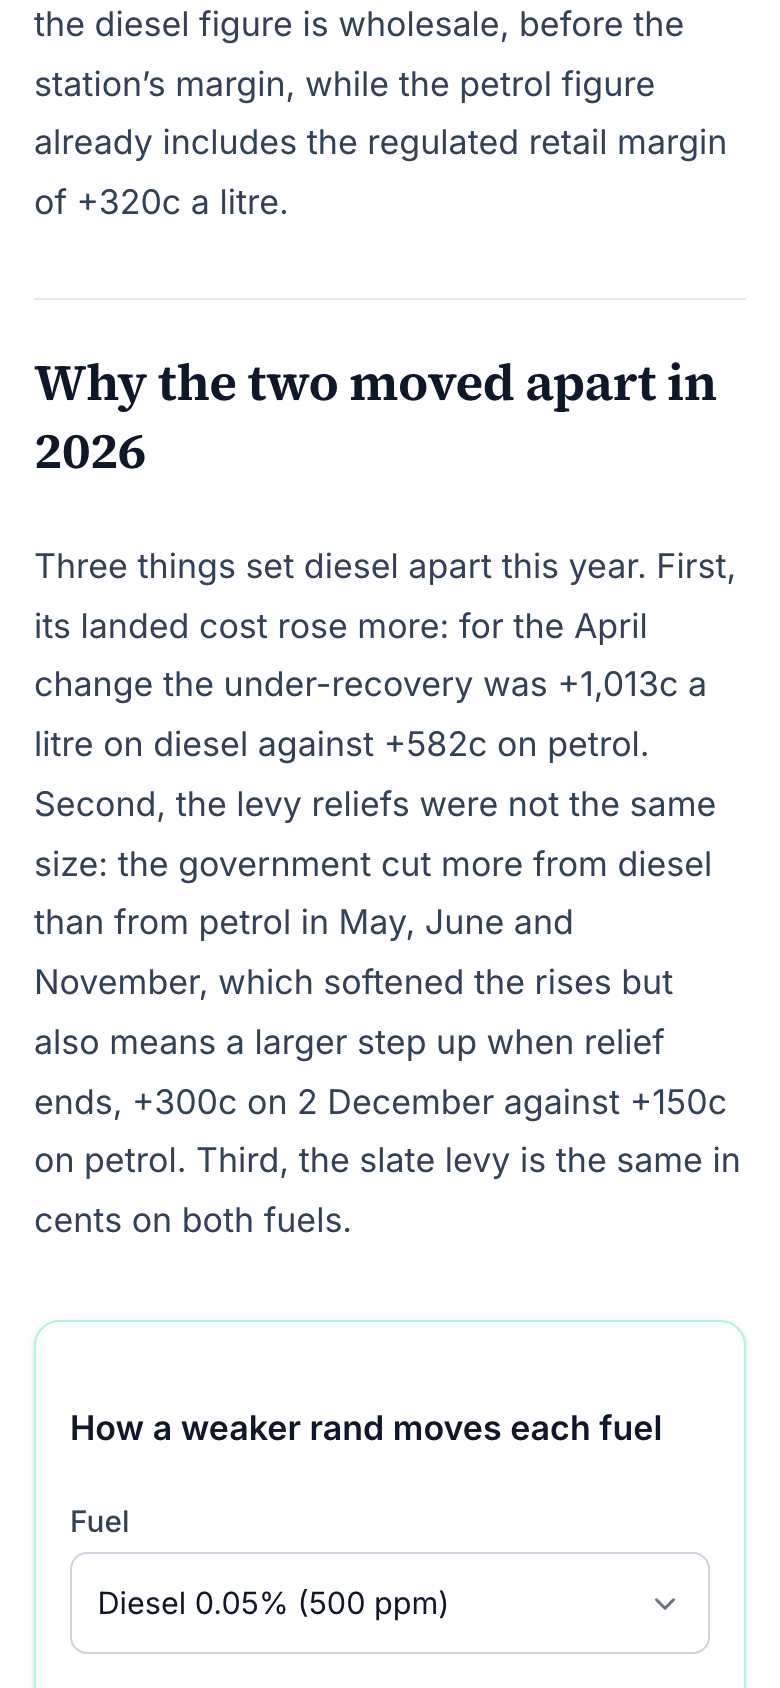 the diesel figure is wholesale, before the
station’s margin, while the petrol figure
already includes the regulated retail margin
of +320c a litre.
Why the two moved apart in
2026
Three things set diesel apart this year. First,
its landed cost rose more: for the April
change the under-recovery was +1,013c a
litre on diesel against +582c on petrol.
Second, the levy reliefs were not the same
size: the government cut more from diesel
than from petrol in May, June and
November, which softened the rises but
also means a larger step up when relief
ends, +300c on 2 December against +150c
on petrol. Third, the slate levy is the same in
cents on both fuels.
How a weaker rand moves each fuel
Fuel
Diesel 0.05% (500 ppm)